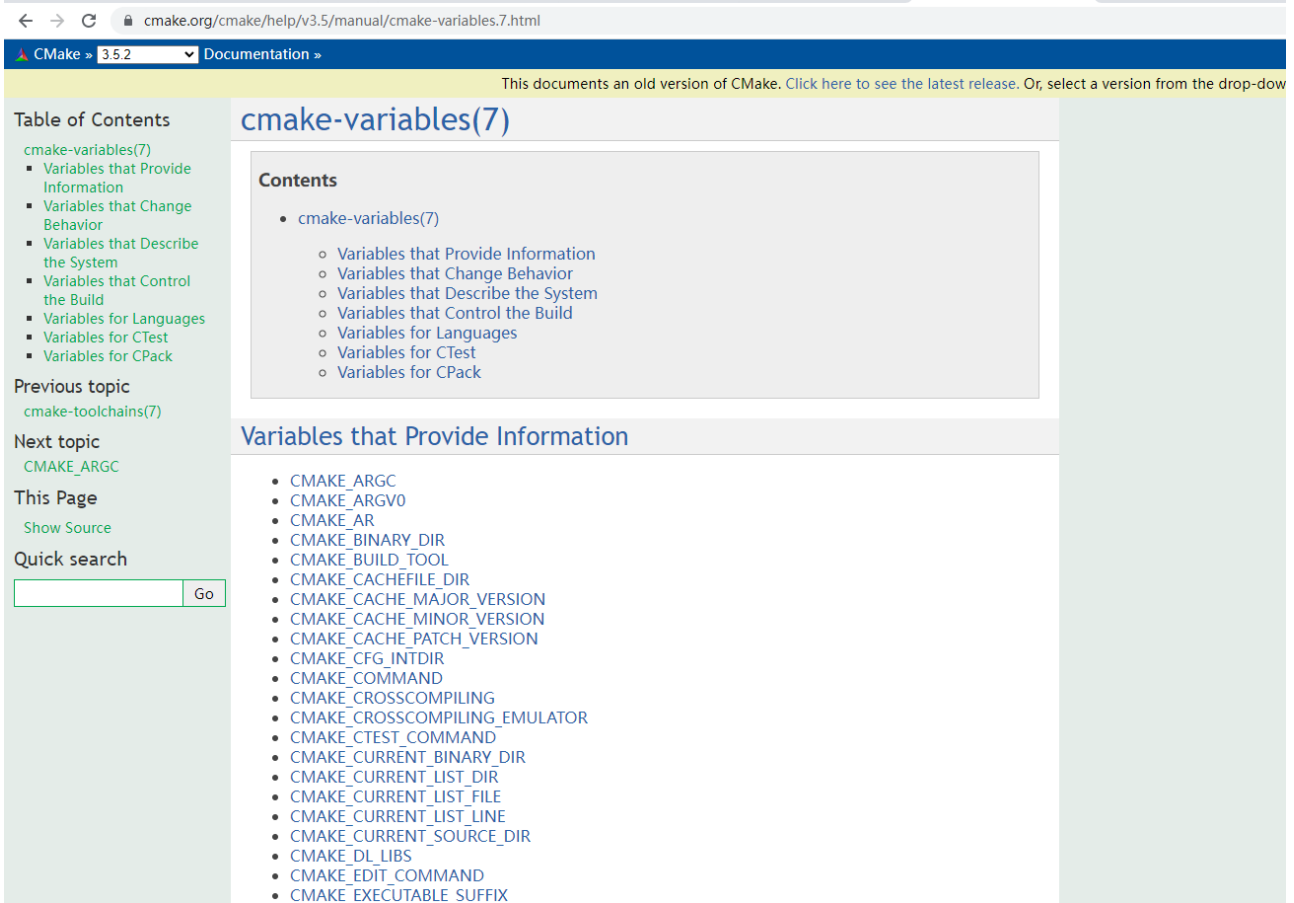 cmake.org/cmake/help/v3.5/manual/cmake-variables.7.html
CMake » 3.5.2 Documentation »
This documents an old version of CMake. Click here to see the latest release. Or, select a version from the drop-dow
Table of Contents
cmake-variables(7)
Variables that Provide
Information
Variables that Change
Behavior
Variables that Describe
the System
Variables that Control
the Build
Variables for Languages
Variables for CTest
Variables for CPack
Previous topic
cmake-toolchains(7)
Next topic
CMAKE_ARGC
This Page
Show Source
Quick search
Go
cmake-variables(7)
Contents
cmake-variables(7)
Variables that Provide Information
Variables that Change Behavior
Variables that Describe the System
Variables that Control the Build
Variables for Languages
Variables for CTest
Variables for CPack
Variables that Provide Information
CMAKE_ARGC
CMAKE_ARGV0
CMAKE_AR
CMAKE_BINARY_DIR
CMAKE_BUILD_TOOL
CMAKE_CACHEFILE_DIR
CMAKE_CACHE_MAJOR_VERSION
CMAKE_CACHE_MINOR_VERSION
CMAKE_CACHE_PATCH_VERSION
CMAKE_CFG_INTDIR
CMAKE_COMMAND
CMAKE_CROSSCOMPILING
CMAKE_CROSSCOMPILING_EMULATOR
CMAKE_CTEST_COMMAND
CMAKE_CURRENT_BINARY_DIR
CMAKE_CURRENT_LIST_DIR
CMAKE_CURRENT_LIST_FILE
CMAKE_CURRENT_LIST_LINE
CMAKE_CURRENT_SOURCE_DIR
CMAKE_DL_LIBS
CMAKE_EDIT_COMMAND
CMAKE_EXECUTABLE_SUFFIX